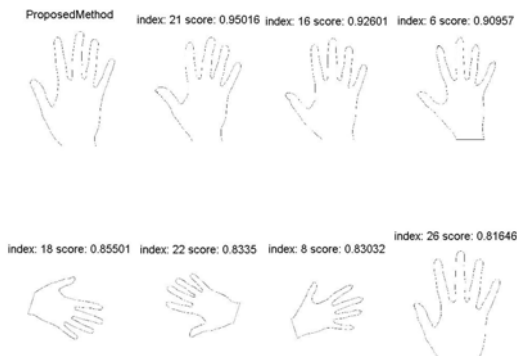 ProposedMethod
index: 21 score: 0.95016
index: 16 score: 0.92601
index: 6 score: 0.90957
index: 18 score: 0.85501
index: 22 score: 0.8335
index: 8 score: 0.83032
index: 26 score: 0.81646